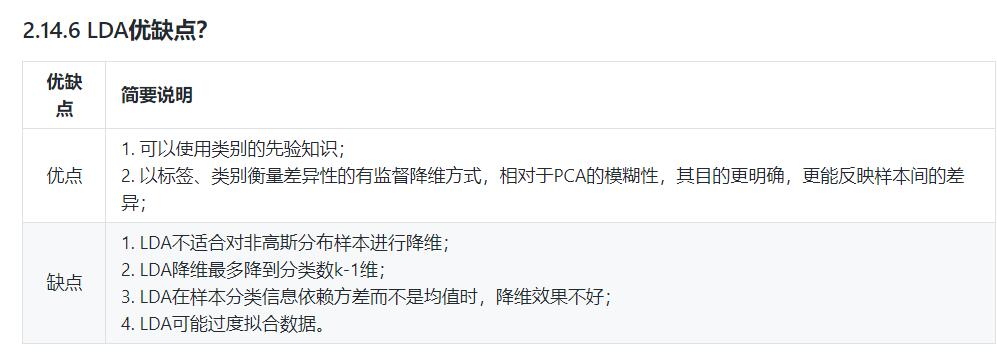 2.14.6 LDA优缺点?
优缺
点
简要说明
优点
1. 可以使用类别的先验知识；
2. 以标签、类别衡量差异性的有监督降维方式，相对于PCA的模糊性，其目的更明确，更能反映样本间的差
异；
缺点
1. LDA不适合对非高斯分布样本进行降维；
2. LDA降维最多降到分类数k-1维；
3. LDA在样本分类信息依赖方差而不是均值时，降维效果不好；
4. LDA可能过度拟合数据。